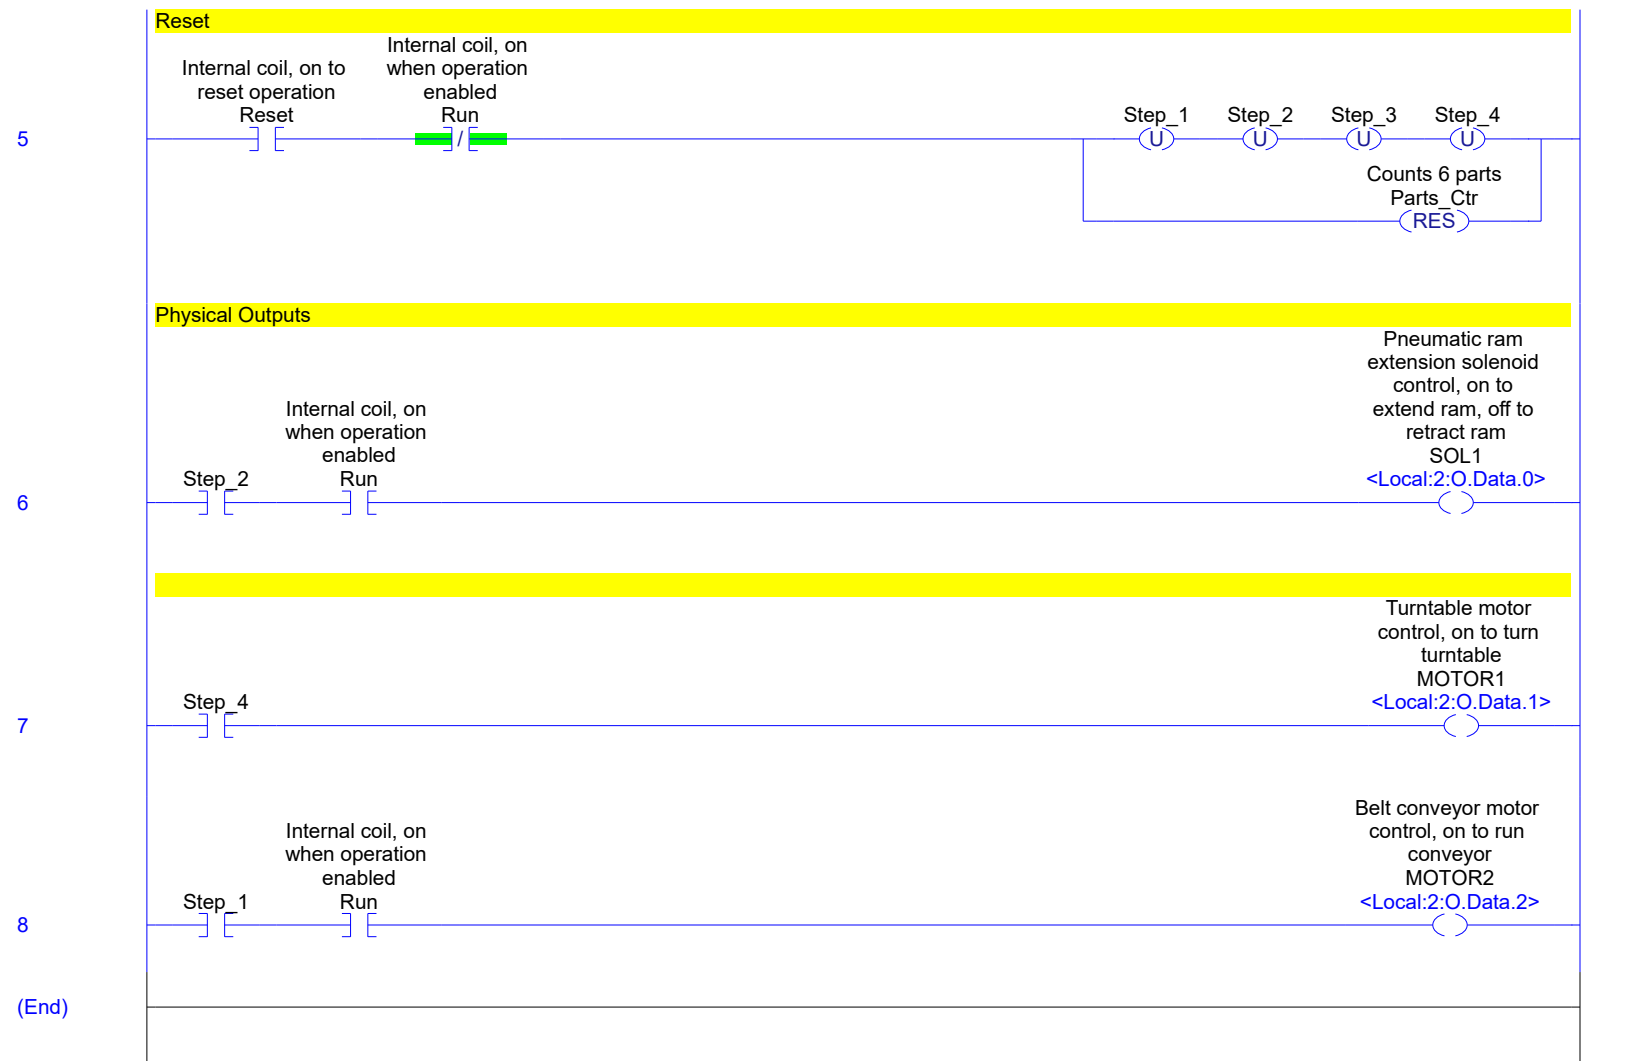 Reset
Internal coil, on to
reset operation
Reset
Internal coil, on
when operation
enabled
Run
/
5
Step_1
U
Step_2
U
Step_3
U
Step_4
U
Counts 6 parts
Parts_Ctr
RES
Physical Outputs
6
Step_2
Internal coil, on
when operation
enabled
Run
Pneumatic ram
extension solenoid
control, on to
extend ram, off to
retract ram
SOL1
<Local:2:O.Data.0>
7
Step_4
Turntable motor
control, on to turn
turntable
MOTOR1
<Local:2:O.Data.1>
8
Step_1
Internal coil, on
when operation
enabled
Run
Belt conveyor motor
control, on to run
conveyor
MOTOR2
<Local:2:O.Data.2>
(End)